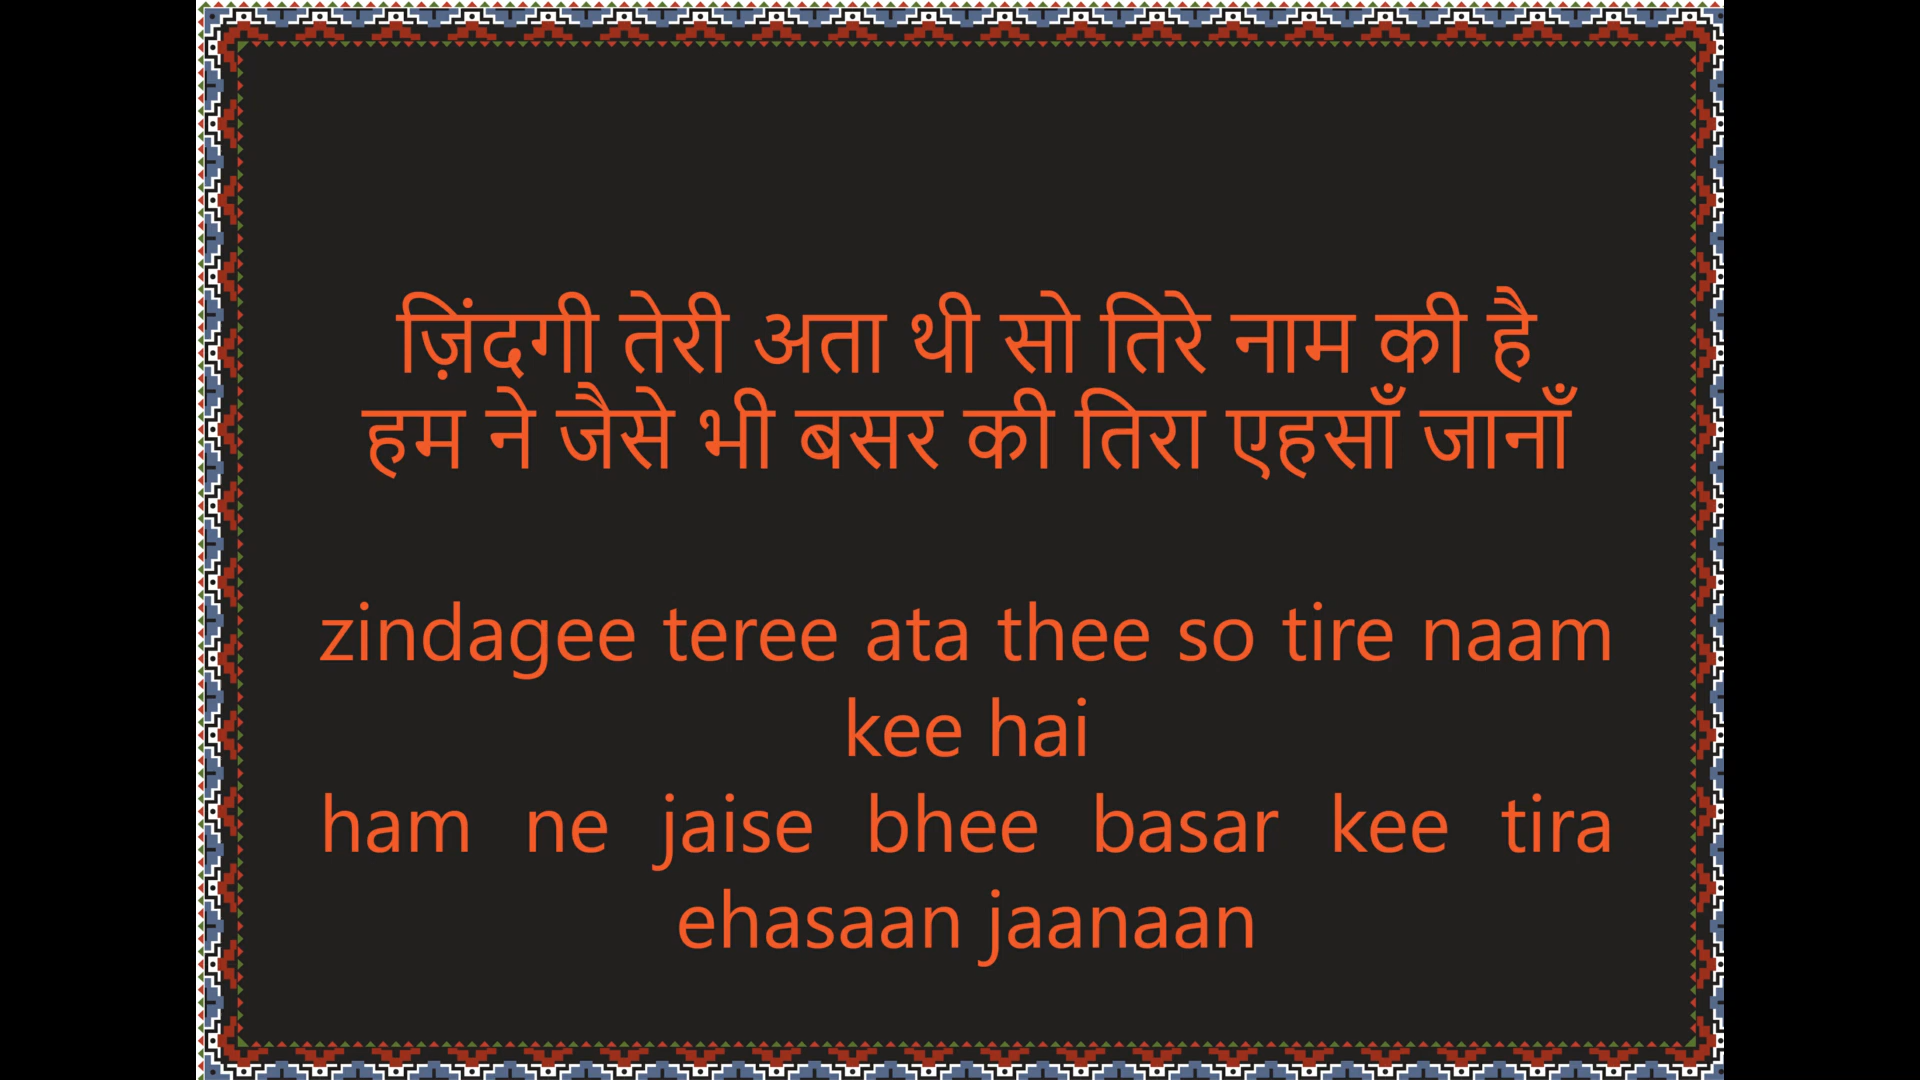 ज़िंदगी तेरी अता थी सो तिरे नाम की है
हम ने जैसे भी बसर की तिरा एहसाँ जानाँ
zindagee teree ata thee so tire naam
kee hai
ham ne jaise bhee basar kee tira
ehasaan jaanaan